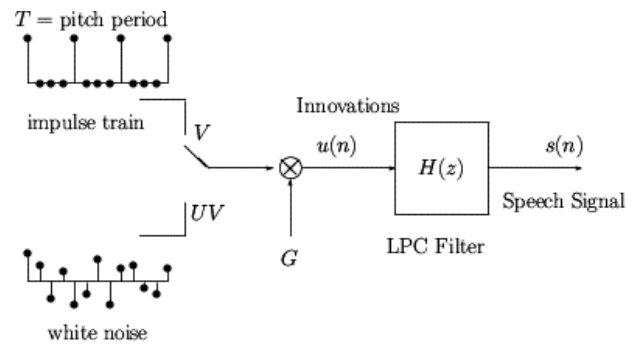 T = pitch period
impulse train
V
Innovations
u(n)
H(z)
s(n)
Speech Signal
UV
G
LPC Filter
white noise